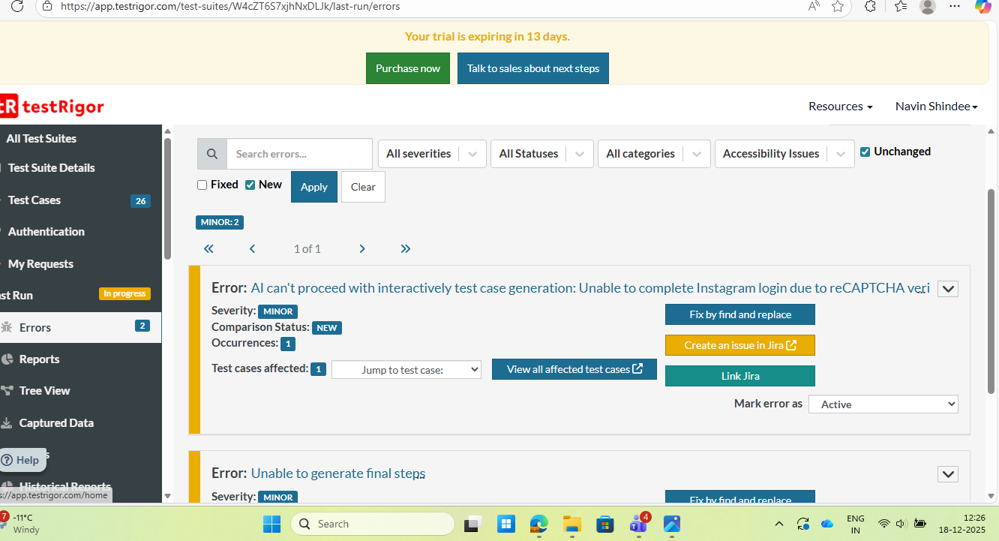 https://app.testrigor.com/test-suites/W4cZT6S7xjhNxDLJk/last-run/errors
Your trial is expiring in 13 days.
Purchase now
Talk to sales about next steps
tR testRigor
Resources
Navin Shindee
All Test Suites
Test Suite Details
Test Cases 26
Authentication
My Requests
st Run In progress
Errors 2
Reports
Tree View
Captured Data
s
Help
Historical Reports
s://app.testrigor.com/home
Search errors...
All severities
All Statuses
All categories
Accessibility Issues
Unchanged
Fixed
New
Apply
Clear
MINOR: 2
« ‹ 1 of 1 › »
Error: AI can't proceed with interactively test case generation: Unable to complete Instagram login due to reCAPTCHA veri...
Severity: MINOR
Comparison Status: NEW
Occurrences: 1
Test cases affected: 1 Jump to test case: View all affected test cases
Fix by find and replace
Create an issue in Jira
Link Jira
Mark error as Active
Error: Unable to generate final steps
Severity: MINOR
Fix by find and replace
7
-11°C
Windy
Search
4
ENG
IN
12:26
18-12-2025